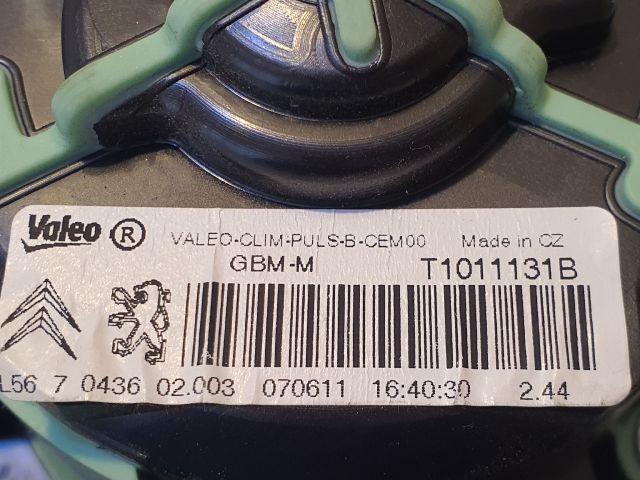 Valeo ® VALEO-CLIM-PULS-B-CEM00 Made in CZ
GBM-M T1011131B
L56 7 0436 02.003 070611 16:40:30 2.44